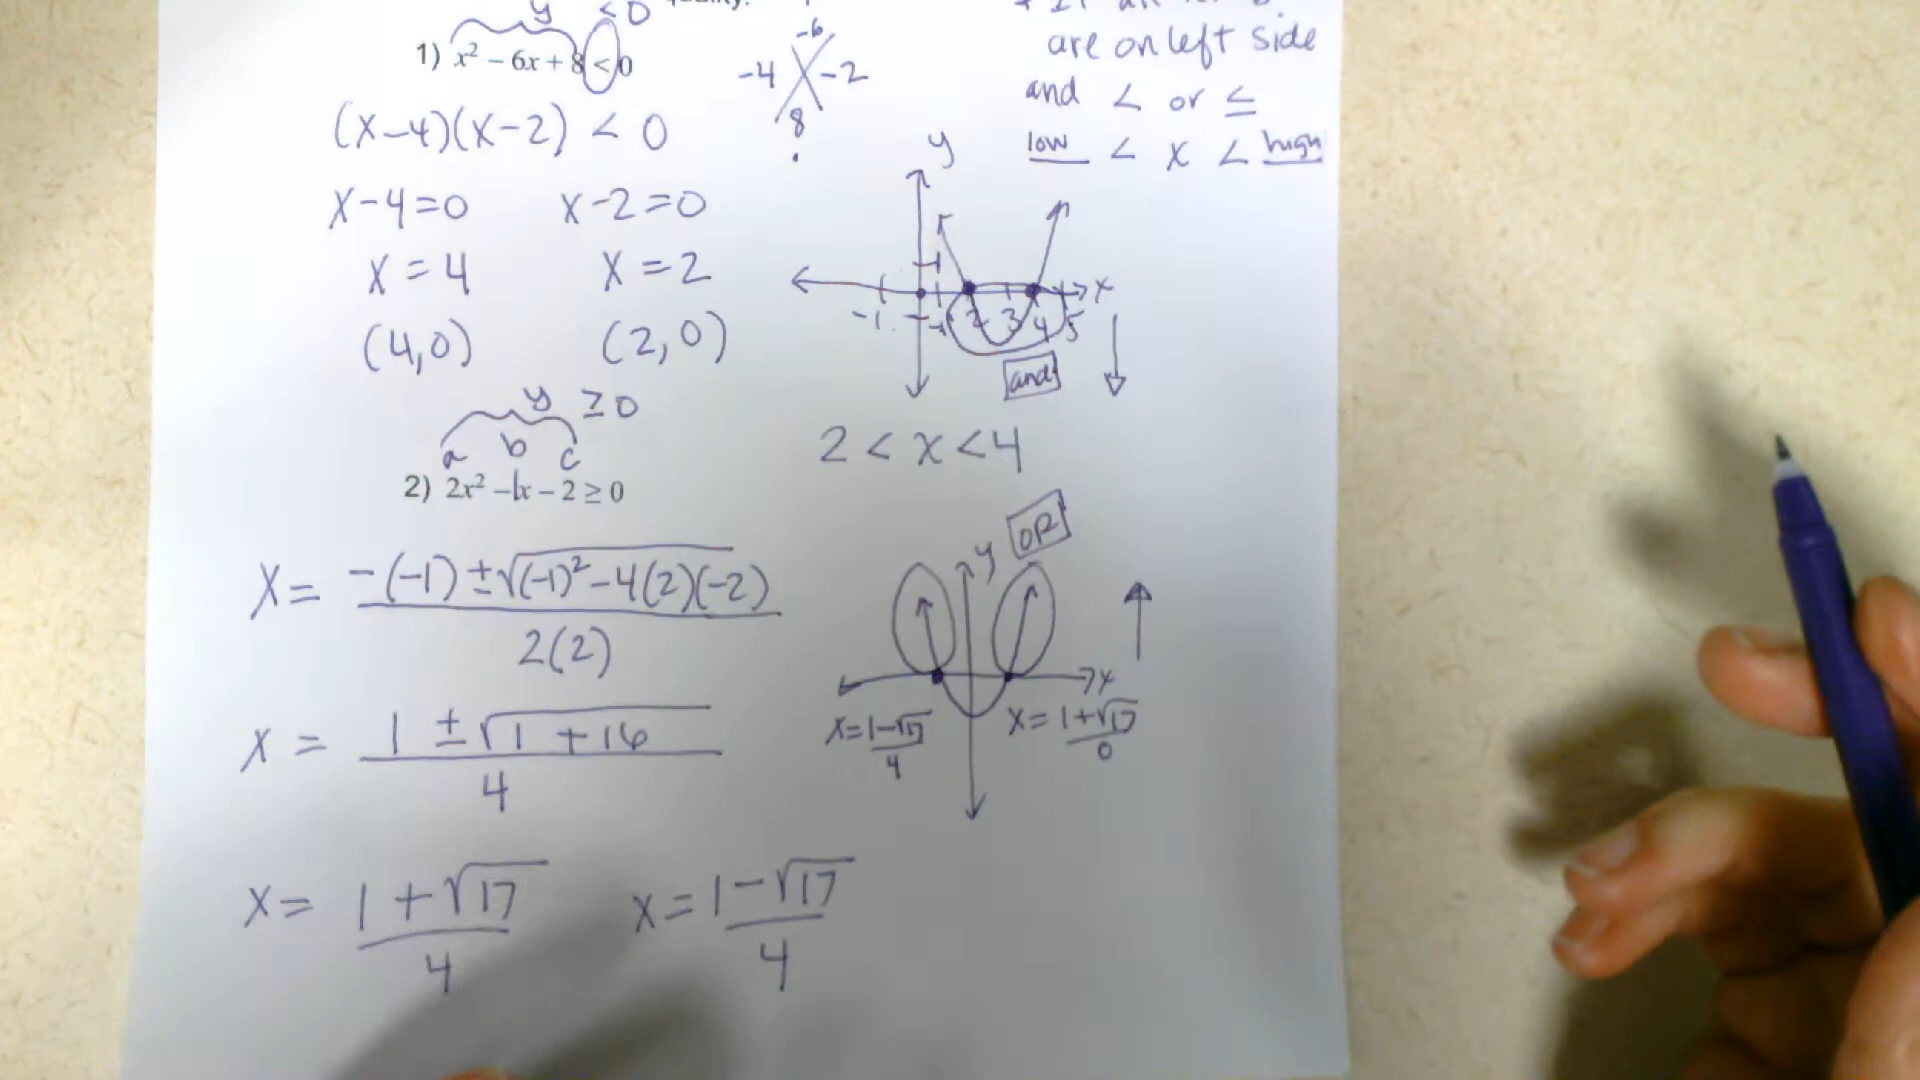 y < 0
1) x² – 6x + 8 < 0
(x-4)(x-2) < 0
x-4=0 x-2=0
x = 4 x = 2
(4,0) (2,0)
-6
-4 -2
8
are on left side
and < or ≤
low < x < high
y
x
-1 2 3 4 5
and
2 < x < 4
y ≥ 0
a b c
2) 2x² – 1x – 2 ≥ 0
x = -(-1) ± √(-1)² - 4(2)(-2)
2(2)
x = 1 ± √1 + 16
4
x = 1 + √17 x = 1 - √17
4 4
y OR
x
x = 1-√17 x = 1+√17
4 0